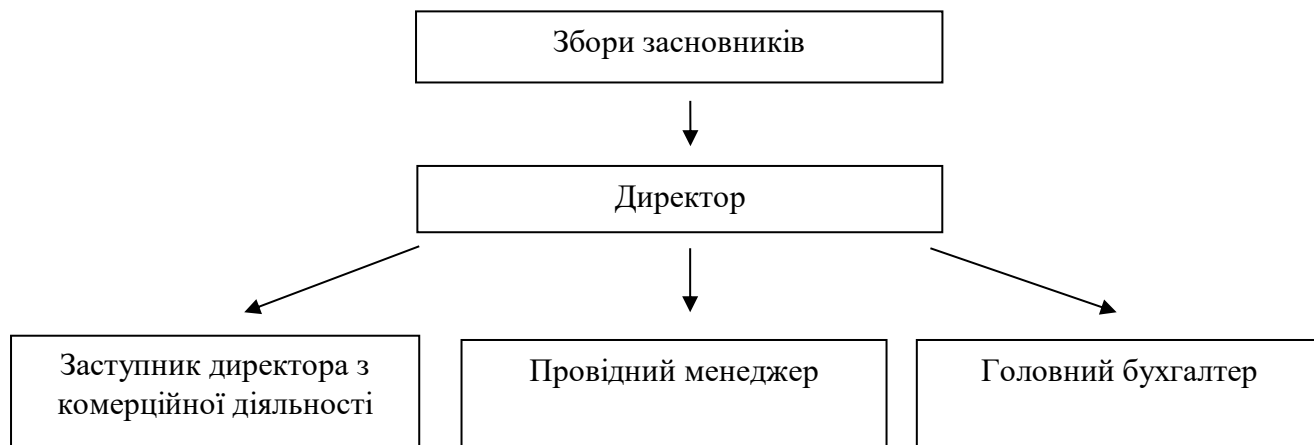 Збори засновників
Директор
Заступник директора з
комерційної діяльності
Провідний менеджер
Головний бухгалтер